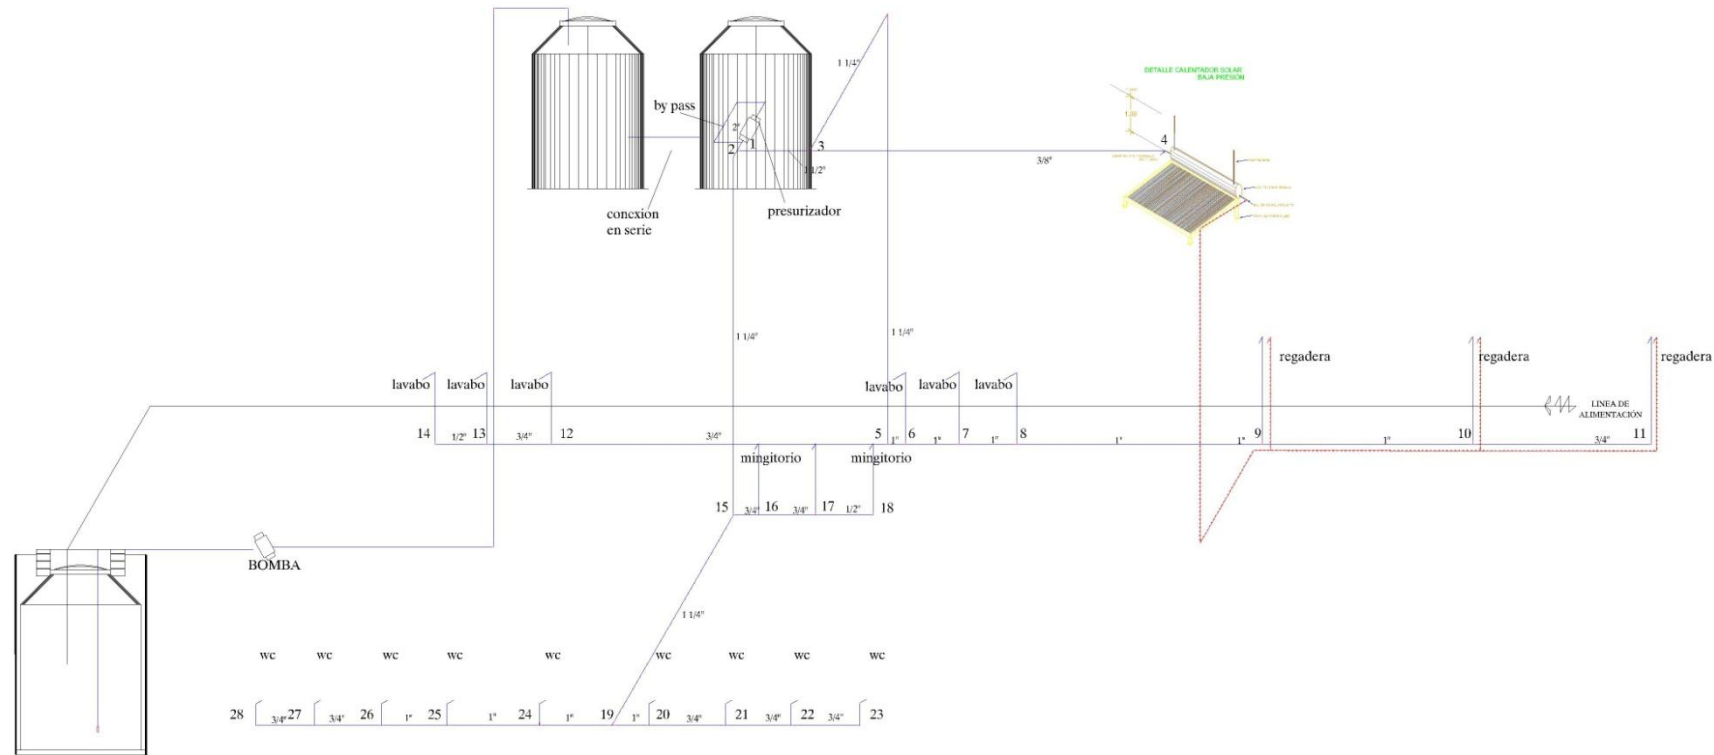 DETALLE CALENTADOR SOLAR
BAJA PRESIÓN
1 1/4"
by pass
2"
1
2
3
4
1 1/2"
3/8"
conexion
en serie
presurizador
1 1/4"
1 1/4"
regadera
regadera
regadera
lavabo
lavabo
lavabo
lavabo
lavabo
lavabo
LINEA DE
ALIMENTACIÓN
14
1/2"
13
3/4"
12
3/4"
5
1"
6
1"
7
1"
8
1"
1"
9
1"
10
3/4"
11
mingitorio
mingitorio
15
3/4"
16
3/4"
17
1/2"
18
BOMBA
1 1/4"
wc
wc
wc
wc
wc
wc
wc
wc
wc
28
3/4"
27
3/4"
26
1"
25
1"
24
1"
19
1"
20
3/4"
21
3/4"
22
3/4"
23